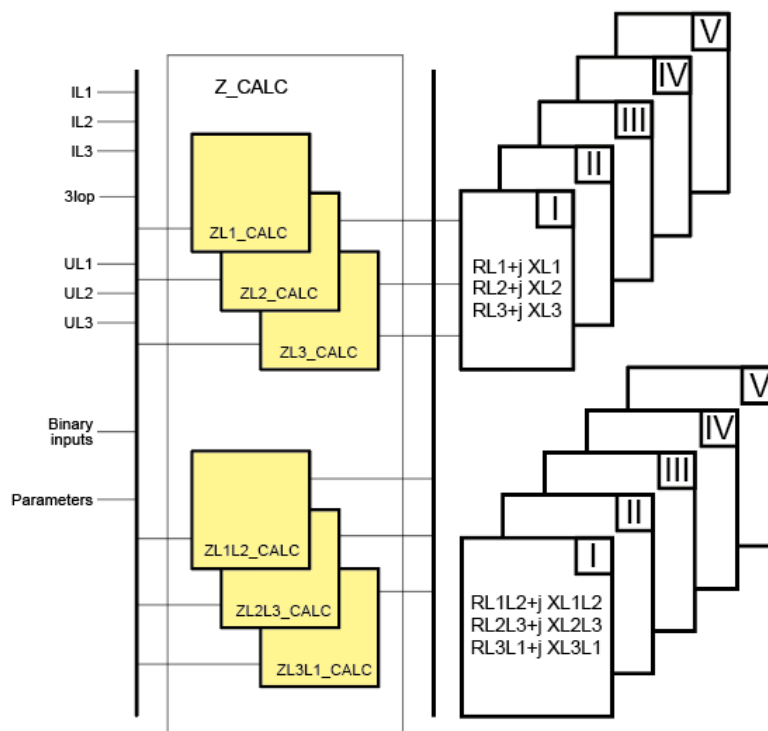 Z_CALC
IL1
IL2
IL3
3Iop
UL1
UL2
UL3
Binary
inputs
Parameters
ZL1_CALC
ZL2_CALC
ZL3_CALC
ZL1L2_CALC
ZL2L3_CALC
ZL3L1_CALC
V
IV
III
II
I
RL1+j XL1
RL2+j XL2
RL3+j XL3
V
IV
III
II
I
RL1L2+j XL1L2
RL2L3+j XL2L3
RL3L1+j XL3L1